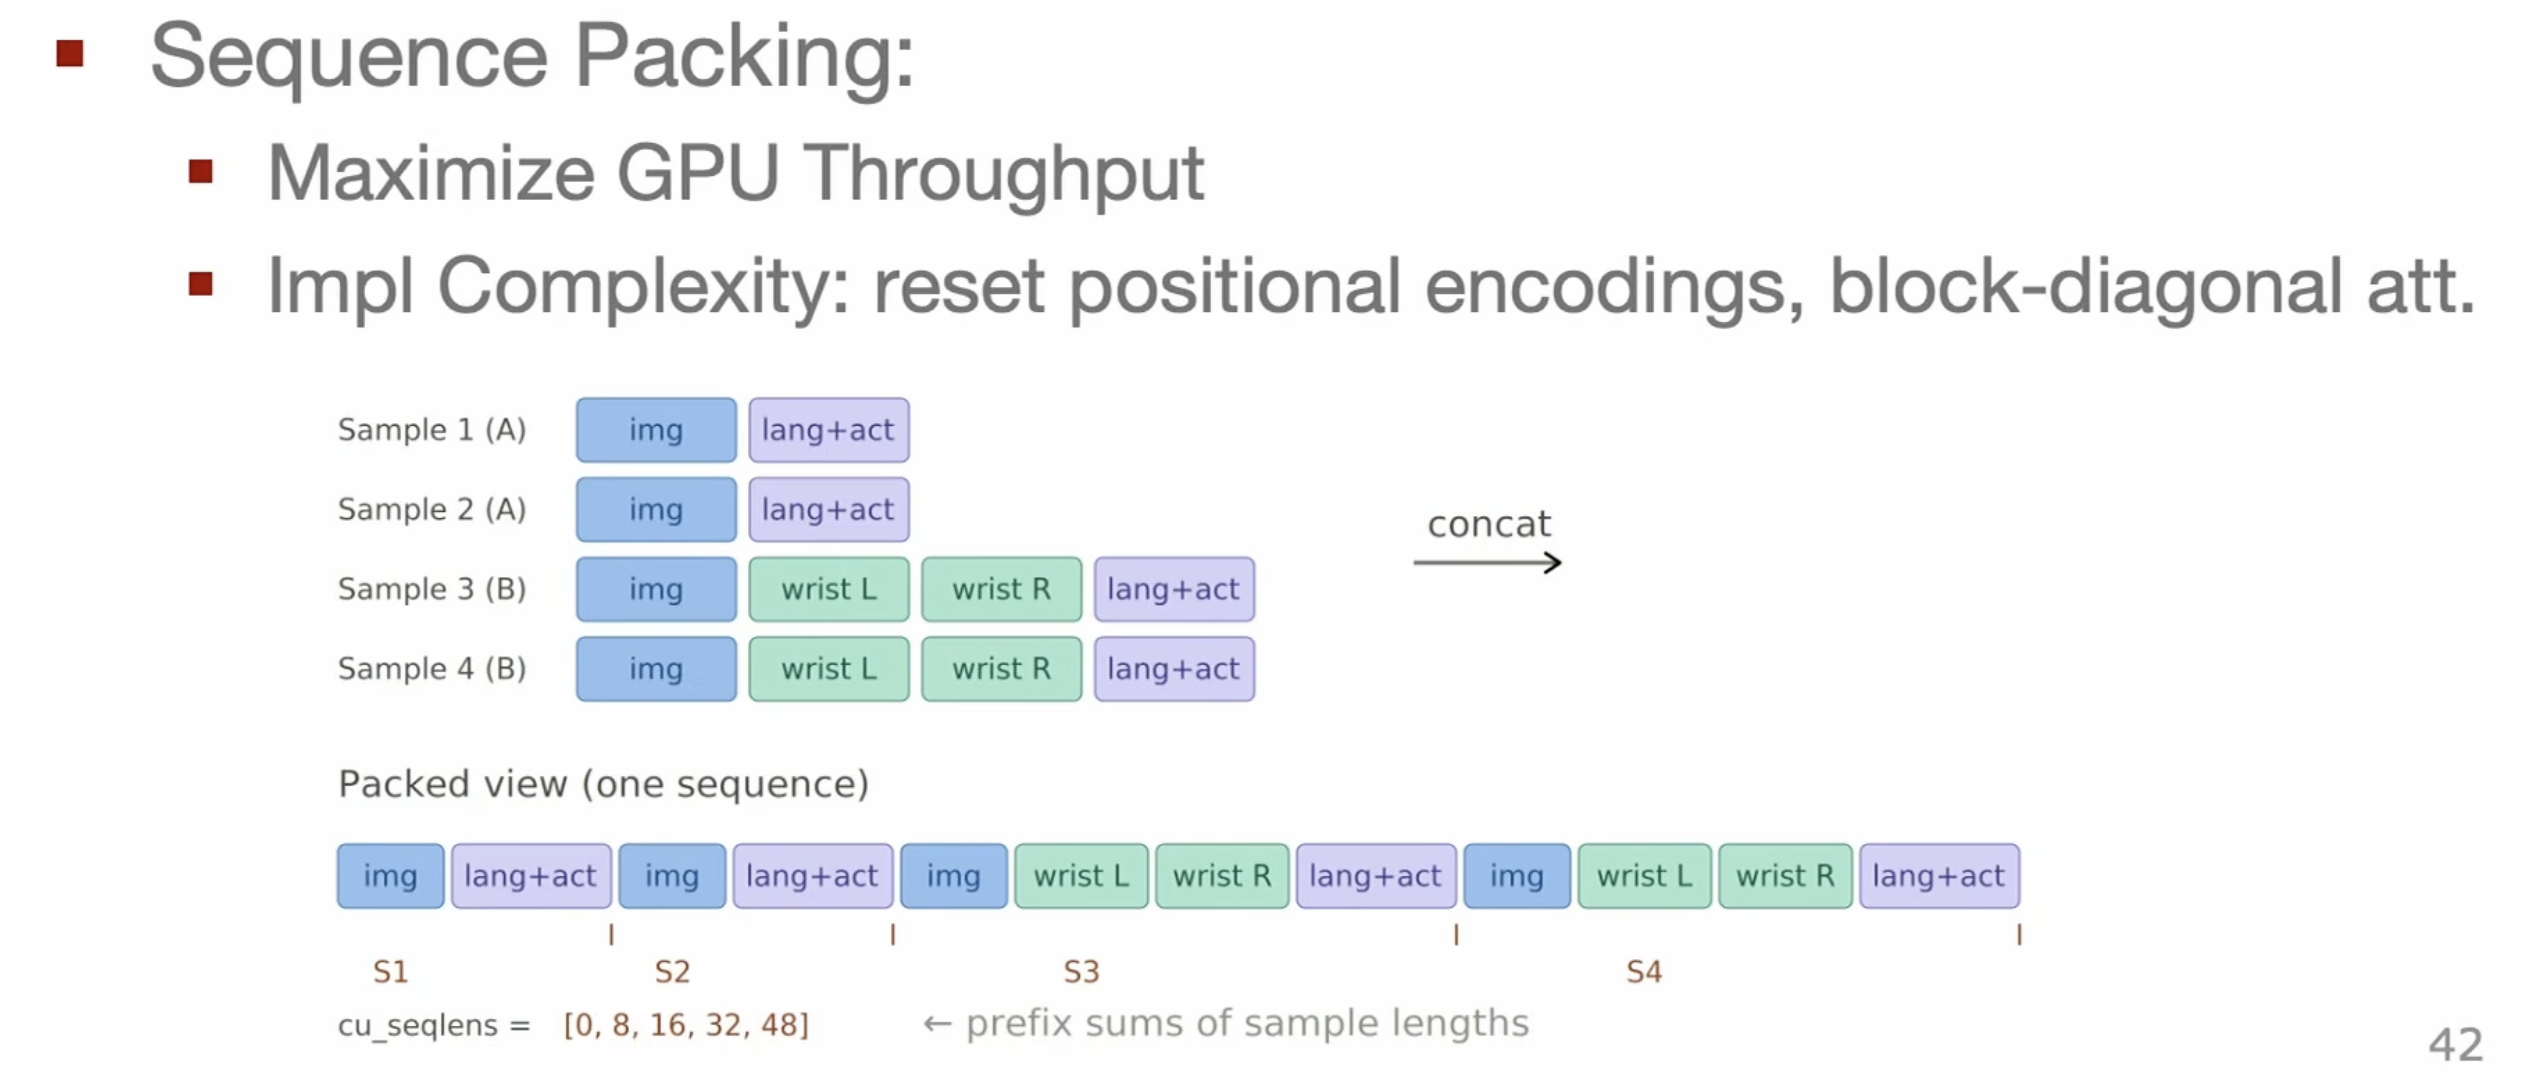 Sequence Packing:
Maximize GPU Throughput
Impl Complexity: reset positional encodings, block-diagonal att.
Sample 1 (A) img lang+act
Sample 2 (A) img lang+act
concat
Sample 3 (B) img wrist L wrist R lang+act
Sample 4 (B) img wrist L wrist R lang+act
Packed view (one sequence)
img lang+act img lang+act img wrist L wrist R lang+act img wrist L wrist R lang+act
S1 S2 S3 S4
cu_seqlens = [0, 8, 16, 32, 48] ← prefix sums of sample lengths
42